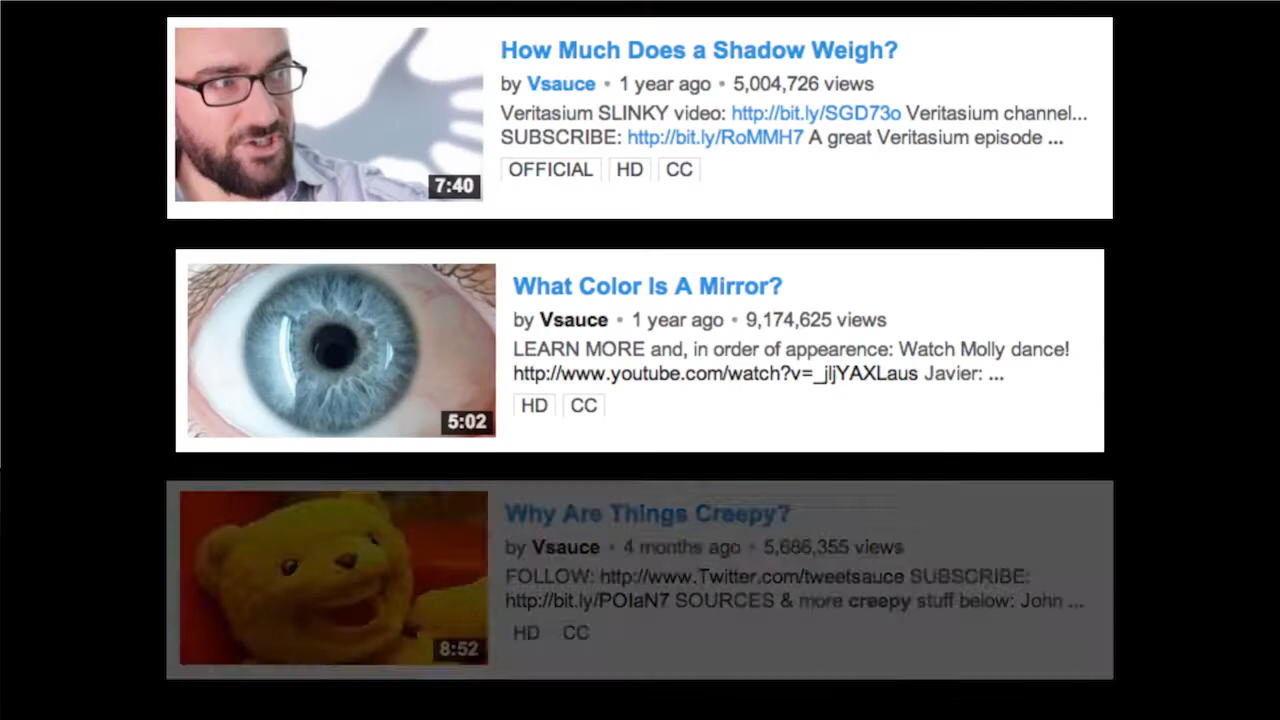 How Much Does a Shadow Weigh?
by Vsauce • 1 year ago • 5,004,726 views
Veritasium SLINKY video: http://bit.ly/SGD73o Veritasium channel...
SUBSCRIBE: http://bit.ly/RoMMH7 A great Veritasium episode ...
OFFICIAL HD CC
7:40
What Color Is A Mirror?
by Vsauce • 1 year ago • 9,174,625 views
LEARN MORE and, in order of appearence: Watch Molly dance!
http://www.youtube.com/watch?v=_jljYAXLaus Javier: ...
HD CC
5:02
Why Are Things Creepy?
by Vsauce • 4 months ago • 5,686,355 views
FOLLOW: http://www.Twitter.com/tweetsauce SUBSCRIBE:
http://bit.ly/POIaN7 SOURCES & more creepy stuff below: John ...
HD CC
8:52